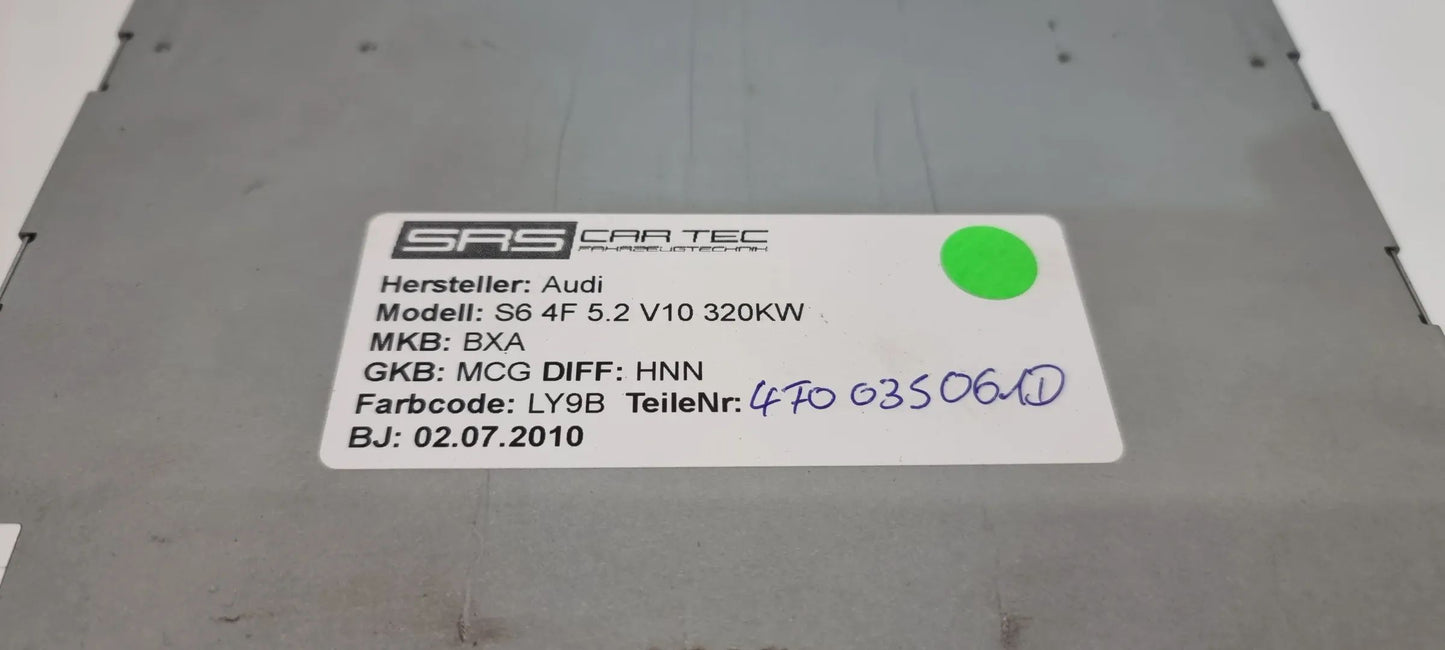 SRS CAR TEC
FAHRZEUGTECHNIK
Hersteller: Audi
Modell: S6 4F 5.2 V10 320KW
MKB: BXA
GKB: MCG DIFF: HNN
Farbcode: LY9B TeileNr: 4F0 035 061D
BJ: 02.07.2010